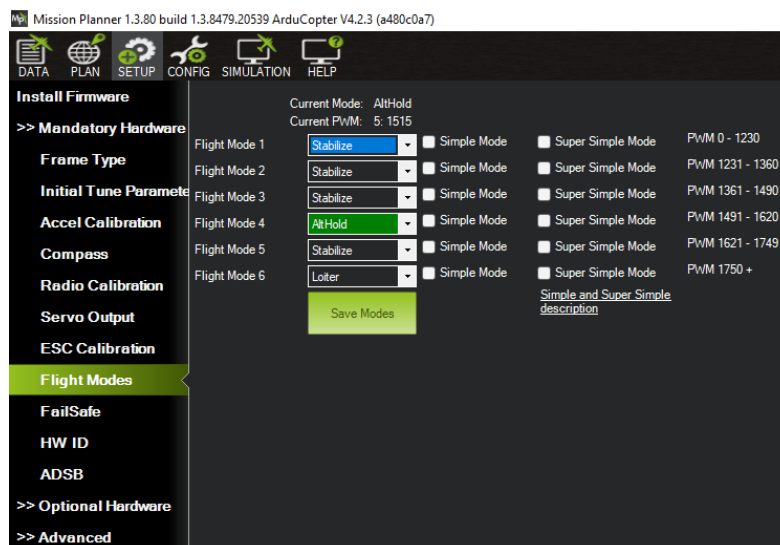 Mission Planner 1.3.80 build 1.3.8479.20539 ArduCopter V4.2.3 (a480c0a7)
DATA PLAN SETUP CONFIG SIMULATION HELP
Install Firmware
>> Mandatory Hardware
Frame Type
Initial Tune Paramete
Accel Calibration
Compass
Radio Calibration
Servo Output
ESC Calibration
Flight Modes
FailSafe
HW ID
ADSB
>> Optional Hardware
>> Advanced
Current Mode: AltHold
Current PWM: 5: 1515
Flight Mode 1 Stabilize Simple Mode Super Simple Mode PWM 0 - 1230
Flight Mode 2 Stabilize Simple Mode Super Simple Mode PWM 1231 - 1360
Flight Mode 3 Stabilize Simple Mode Super Simple Mode PWM 1361 - 1490
Flight Mode 4 AltHold Simple Mode Super Simple Mode PWM 1491 - 1620
Flight Mode 5 Stabilize Simple Mode Super Simple Mode PWM 1621 - 1749
Flight Mode 6 Loiter Simple Mode Super Simple Mode PWM 1750 +
Simple and Super Simple
description
Save Modes